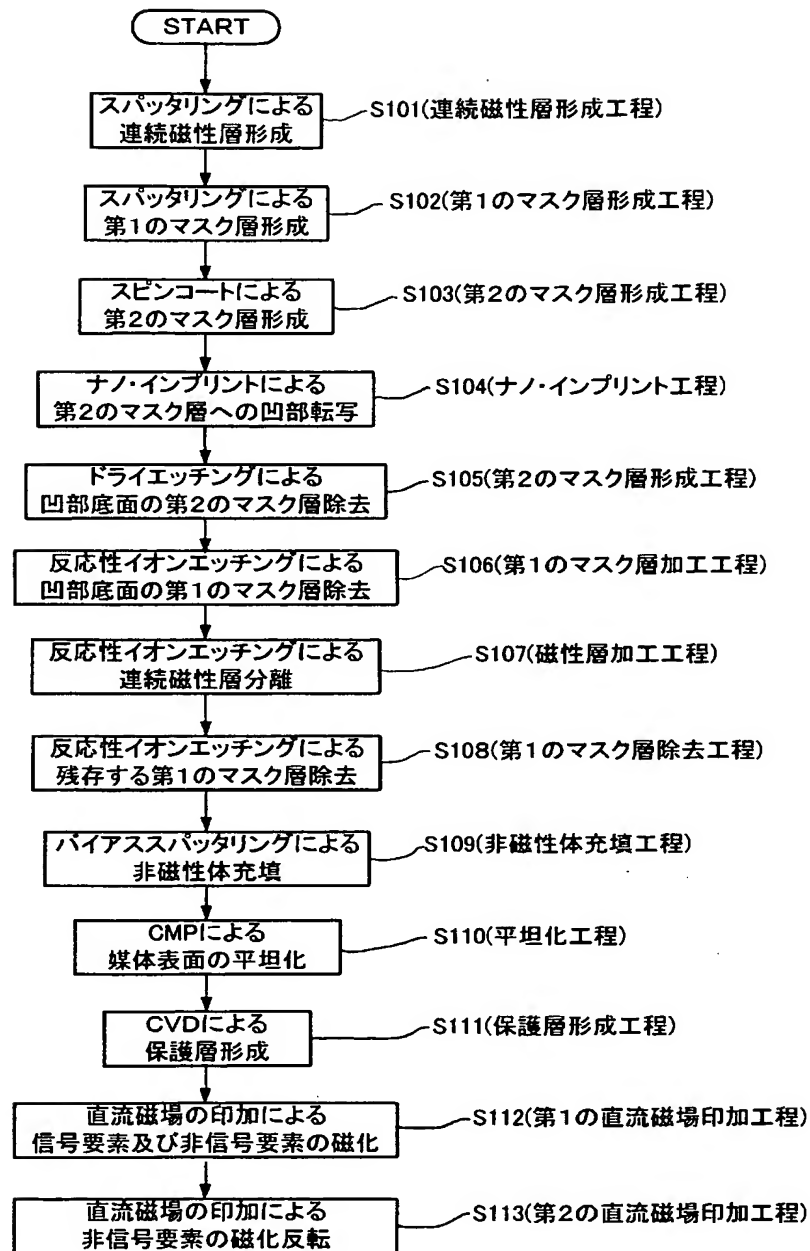 START
スパッタリングによる
連続磁性層形成
S101(連続磁性層形成工程)
スパッタリングによる
第1のマスク層形成
S102(第1のマスク層形成工程)
スピンコートによる
第2のマスク層形成
S103(第2のマスク層形成工程)
ナノ・インプリントによる
第2のマスク層への凹部転写
S104(ナノ・インプリント工程)
ドライエッチングによる
凹部底面の第2のマスク層除去
S105(第2のマスク層形成工程)
反応性イオンエッチングによる
凹部底面の第1のマスク層除去
S106(第1のマスク層加工工程)
反応性イオンエッチングによる
連続磁性層分離
S107(磁性層加工工程)
反応性イオンエッチングによる
残存する第1のマスク層除去
S108(第1のマスク層除去工程)
バイアススパッタリングによる
非磁性体充填
S109(非磁性体充填工程)
CMPによる
媒体表面の平坦化
S110(平坦化工程)
CVDによる
保護層形成
S111(保護層形成工程)
直流磁場の印加による
信号要素及び非信号要素の磁化
S112(第1の直流磁場印加工程)
直流磁場の印加による
非信号要素の磁化反転
S113(第2の直流磁場印加工程)